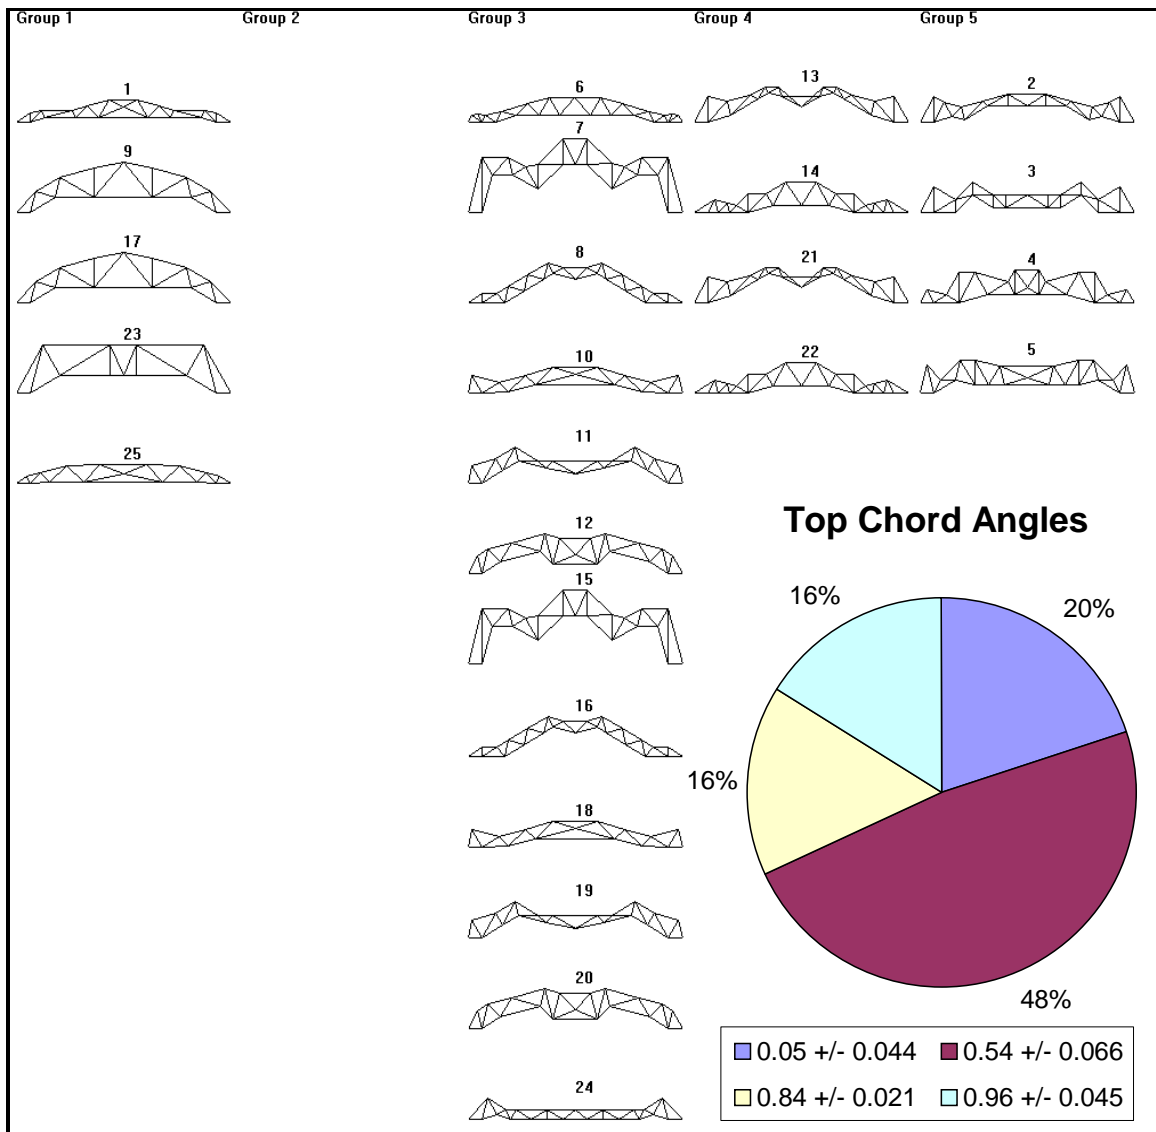 Group 1 Group 2 Group 3 Group 4 Group 5
1 6 13 2
9 7 14 3
17 8 21 4
23 10 22 5
25 11
12
15
16
18
19
20
24
Top Chord Angles
16% 20%
16%
48%
0.05 +/- 0.044 0.54 +/- 0.066
0.84 +/- 0.021 0.96 +/- 0.045